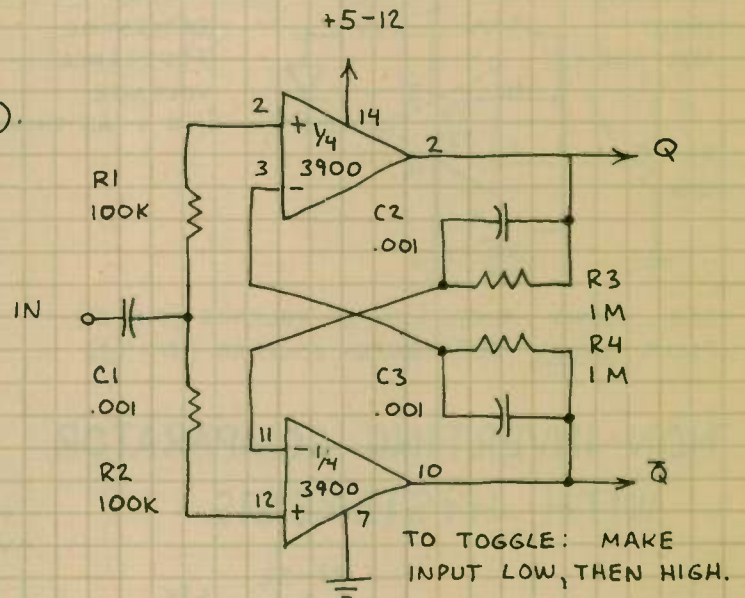 +5-12
).
2
14
+ 1/4
3900
2
Q
3
-
R1
100K
C2
.001
R3
1M
IN
R4
1M
C1
.001
C3
.001
11
- 1/4
3900
10
Q̅
R2
100K
12
+
7
TO TOGGLE: MAKE
INPUT LOW, THEN HIGH.